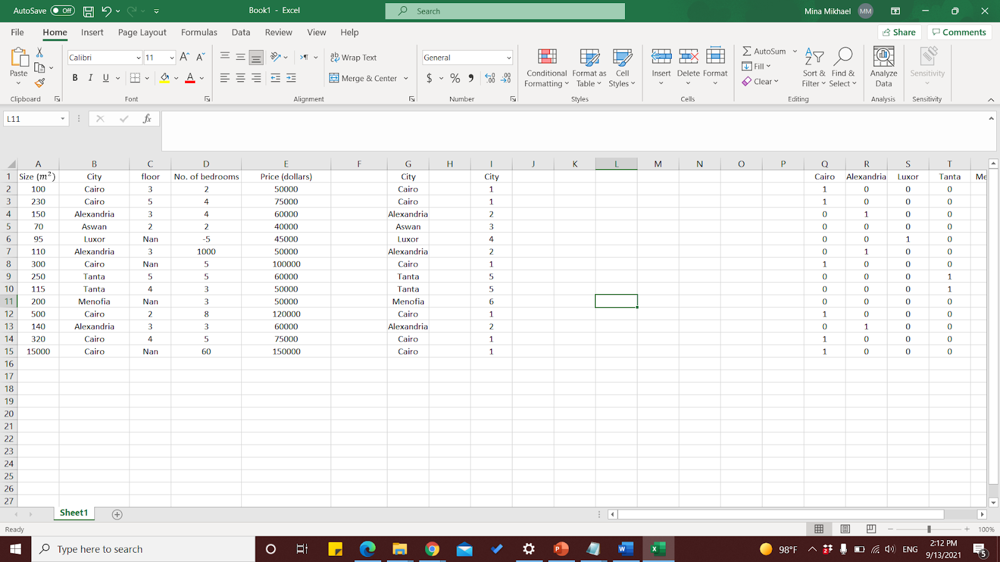 AutoSave Off Book1 - Excel Search Mina Mikhael MM
File Home Insert Page Layout Formulas Data Review View Help Share Comments
Paste Calibri 11 A^ A ab Wrap Text General Conditional Formatting Format as Table Cell Styles Insert Delete Format AutoSum Fill Clear Sort & Filter Find & Select Analyze Data Sensitivity
B I U A Merge & Center $ % 9
Clipboard Font Alignment Number Styles Cells Editing Analysis Sensitivity
L11 fx
A B C D E F G H I J K L M N O P Q R S T
1 Size (m²) City floor No. of bedrooms Price (dollars) City City Cairo Alexandria Luxor Tanta Me
2 100 Cairo 3 2 50000 Cairo 1 1 0 0 0
3 230 Cairo 5 4 75000 Cairo 1 1 0 0 0
4 150 Alexandria 3 4 60000 Alexandria 2 0 1 0 0
5 70 Aswan 2 2 40000 Aswan 3 0 0 0 0
6 95 Luxor Nan -5 45000 Luxor 4 0 0 1 0
7 110 Alexandria 3 1000 50000 Alexandria 2 0 1 0 0
8 300 Cairo Nan 5 100000 Cairo 1 1 0 0 0
9 250 Tanta 5 5 60000 Tanta 5 0 0 0 1
10 115 Tanta 4 3 50000 Tanta 5 0 0 0 1
11 200 Menofia Nan 3 50000 Menofia 6 0 0 0 0
12 500 Cairo 2 8 120000 Cairo 1 1 0 0 0
13 140 Alexandria 3 3 60000 Alexandria 2 0 1 0 0
14 320 Cairo 4 5 75000 Cairo 1 1 0 0 0
15 15000 Cairo Nan 60 150000 Cairo 1 1 0 0 0
16
17
18
19
20
21
22
23
24
25
26
27
Sheet1
Ready 100%
Type here to search 98°F ENG 2:12 PM
9/13/2021 5